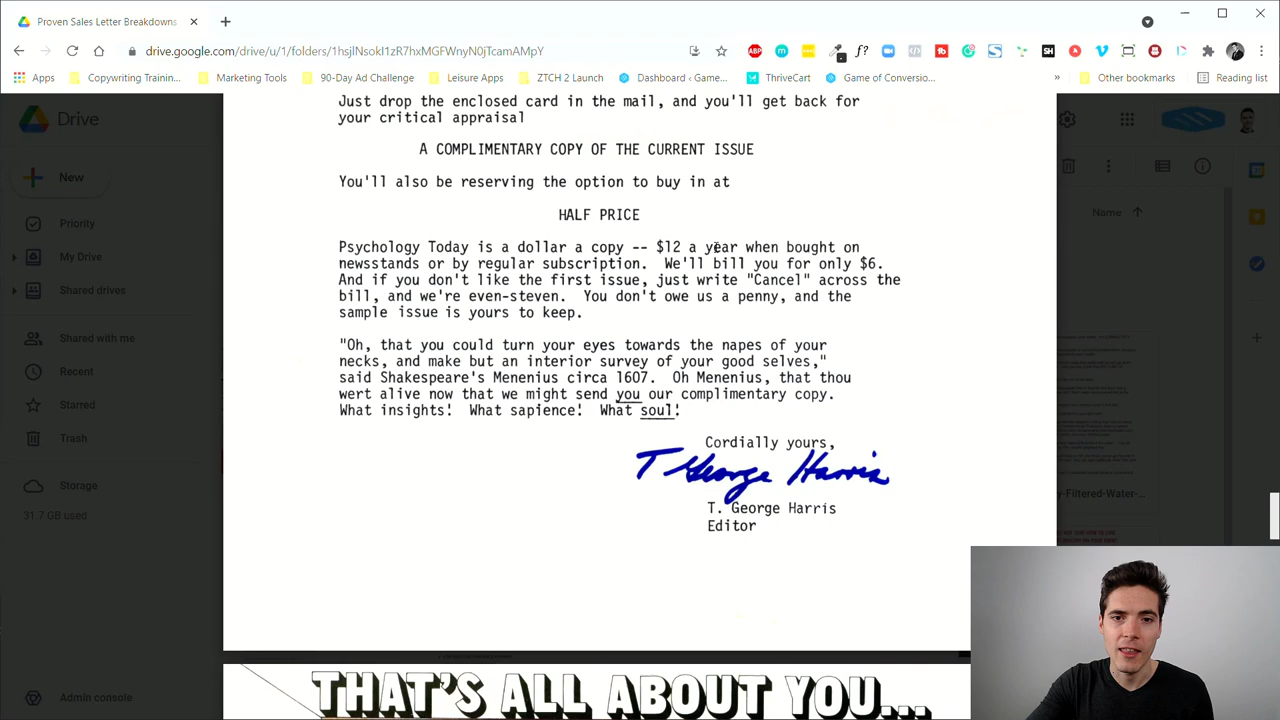 Proven Sales Letter Breakdowns
drive.google.com/drive/u/1/folders/1hsjlNsokI1zR7hxMGFWnyN0jTcamAMpY
Apps
Copywriting Trainin...
Marketing Tools
90-Day Ad Challenge
Leisure Apps
ZTCH 2 Launch
Dashboard ‹ Game...
ThriveCart
Game of Conversio...
»
Other bookmarks
Reading list
Drive
New
Priority
My Drive
Shared drives
Shared with me
Recent
Starred
Trash
Storage
31.7 GB used
Admin console
Name
y-Filtered-Water-...
Just drop the enclosed card in the mail, and you'll get back for
your critical appraisal
A COMPLIMENTARY COPY OF THE CURRENT ISSUE
You'll also be reserving the option to buy in at
HALF PRICE
Psychology Today is a dollar a copy -- $12 a year when bought on
newsstands or by regular subscription. We'll bill you for only $6.
And if you don't like the first issue, just write "Cancel" across the
bill, and we're even-steven. You don't owe us a penny, and the
sample issue is yours to keep.
"Oh, that you could turn your eyes towards the napes of your
necks, and make but an interior survey of your good selves,"
said Shakespeare's Menenius circa 1607. Oh Menenius, that thou
wert alive now that we might send you our complimentary copy.
What insights! What sapience! What soul!
Cordially yours,
T George Harris
T. George Harris
Editor
THAT'S ALL ABOUT YOU...